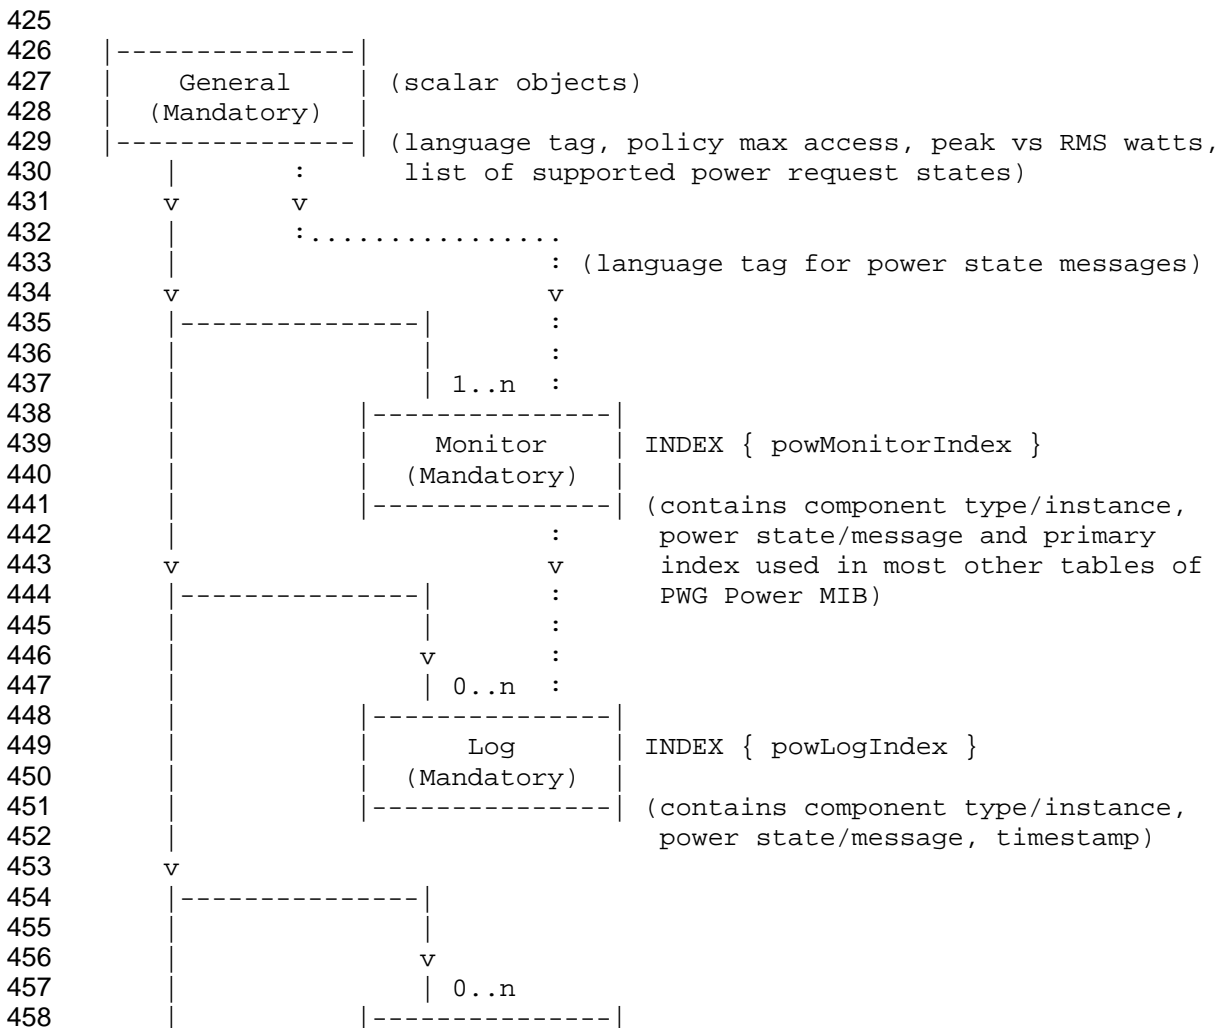 425
426 |---------------|
427 | General | (scalar objects)
428 | (Mandatory) |
429 |---------------| (language tag, policy max access, peak vs RMS watts,
430 | : list of supported power request states)
431 v v
432 | :................
433 | : (language tag for power state messages)
434 v v
435 |---------------| :
436 | | :
437 | | 1..n :
438 | |---------------|
439 | | Monitor | INDEX { powMonitorIndex }
440 | | (Mandatory) |
441 | |---------------| (contains component type/instance,
442 | : power state/message and primary
443 v v index used in most other tables of
444 |---------------| : PWG Power MIB)
445 | | :
446 | v :
447 | | 0..n :
448 | |---------------|
449 | | Log | INDEX { powLogIndex }
450 | | (Mandatory) |
451 | |---------------| (contains component type/instance,
452 | power state/message, timestamp)
453 v
454 |---------------|
455 | |
456 | v
457 | | 0..n
458 | |---------------|